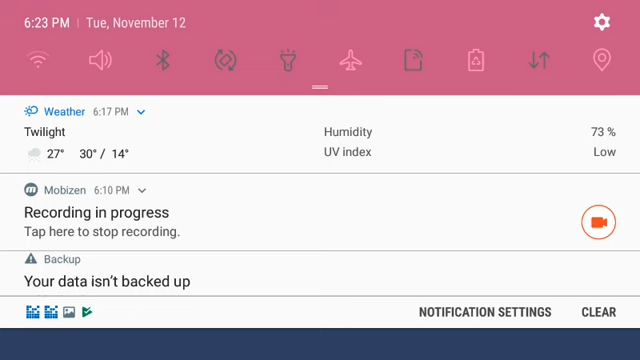 6:23 PM | Tue, November 12
Weather 6:17 PM
Twilight
27° 30° / 14°
Humidity 73 %
UV index Low
Mobizen 6:10 PM
Recording in progress
Tap here to stop recording.
Backup
Your data isn't backed up
NOTIFICATION SETTINGS CLEAR